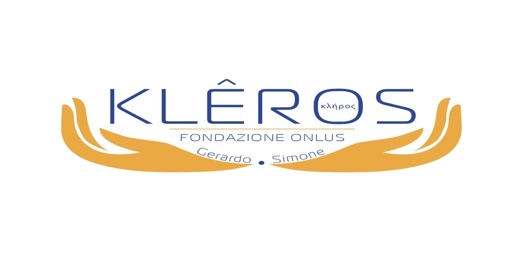 KLÊROS
κλήρος
FONDAZIONE ONLUS
Gerardo • Simone